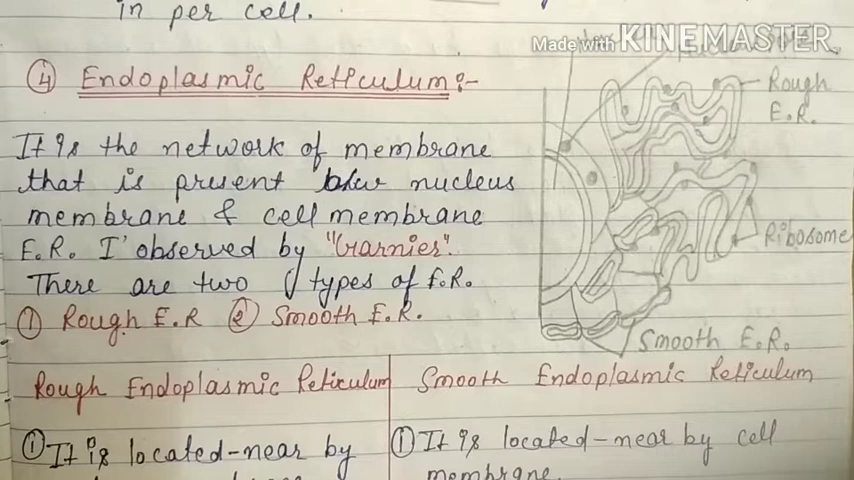 in per cell.
Made with KINEMASTER
④ Endoplasmic Reticulum:-
Rough
E.R.
It is the network of membrane
that is present b/w nucleus
membrane & cell membrane
E.R. I' observed by "Garnier".
Ribosome
There are two types of E.R.
① Rough E.R ② Smooth E.R.
Smooth E.R.
Rough Endoplasmic Reticulum
Smooth Endoplasmic Reticulum
① It is located-near by
① It is located-near by cell
membrane.